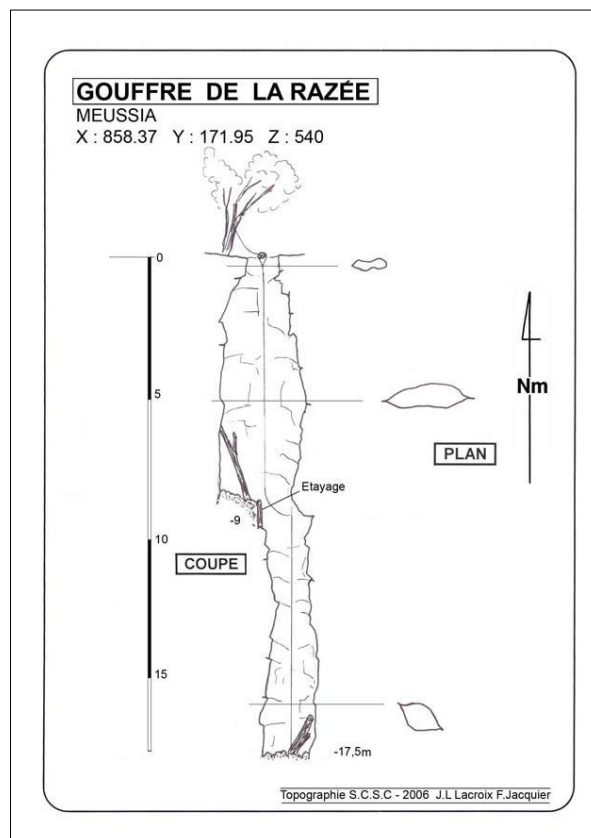 GOUFFRE DE LA RAZÉE
MEUSSIA
X : 858.37 Y : 171.95 Z : 540
0
5
Nm
PLAN
Etayage
-9
10
COUPE
15
-17,5m
Topographie S.C.S.C - 2006 J.L Lacroix F.Jacquier